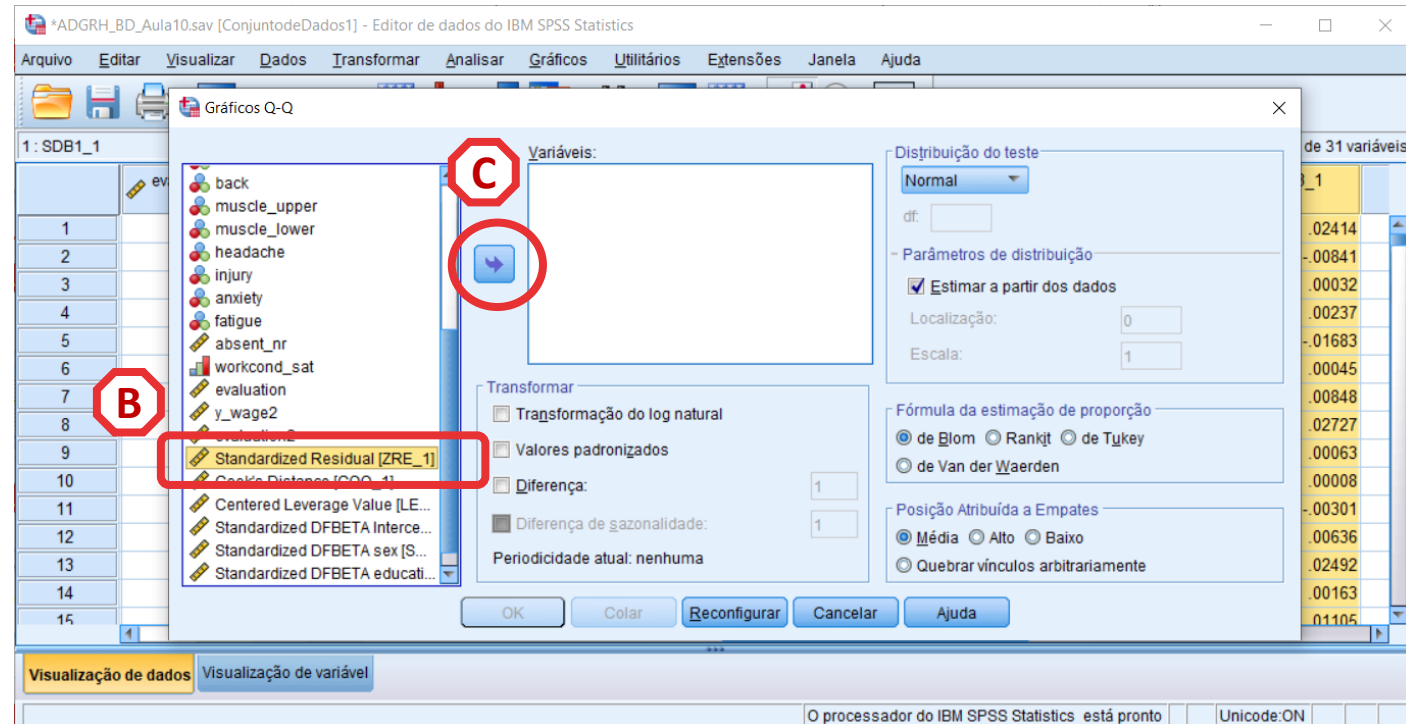 *ADGRH_BD_Aula10.sav [ConjuntodeDados1] - Editor de dados do IBM SPSS Statistics
Arquivo Editar Visualizar Dados Transformar Analisar Gráficos Utilitários Extensões Janela Ajuda
Gráficos Q-Q
1 : SDB1_1
de 31 variáveis
_1
1
2
3
4
5
6
7
8
9
10
11
12
13
14
15
back
muscle_upper
muscle_lower
headache
injury
anxiety
fatigue
absent_nr
workcond_sat
evaluation
y_wage2
evaluation2
Standardized Residual [ZRE_1]
Cook's Distance [COO_1]
Centered Leverage Value [LE...
Standardized DFBETA Interce...
Standardized DFBETA sex [S...
Standardized DFBETA educati...
B
C
Variáveis:
Transformar
Transformação do log natural
Valores padronizados
Diferença: 1
Diferença de sazonalidade: 1
Periodicidade atual: nenhuma
Distribuição do teste
Normal
df:
Parâmetros de distribuição
Estimar a partir dos dados
Localização: 0
Escala: 1
Fórmula da estimação de proporção
de Blom Rankit de Tukey
de Van der Waerden
Posição Atribuída a Empates
Média Alto Baixo
Quebrar vínculos arbitrariamente
OK Colar Reconfigurar Cancelar Ajuda
.02414
-.00841
.00032
.00237
-.01683
.00045
.00848
.02727
.00063
.00008
-.00301
.00636
.02492
.00163
01105
Visualização de dados Visualização de variável
O processador do IBM SPSS Statistics está pronto Unicode:ON